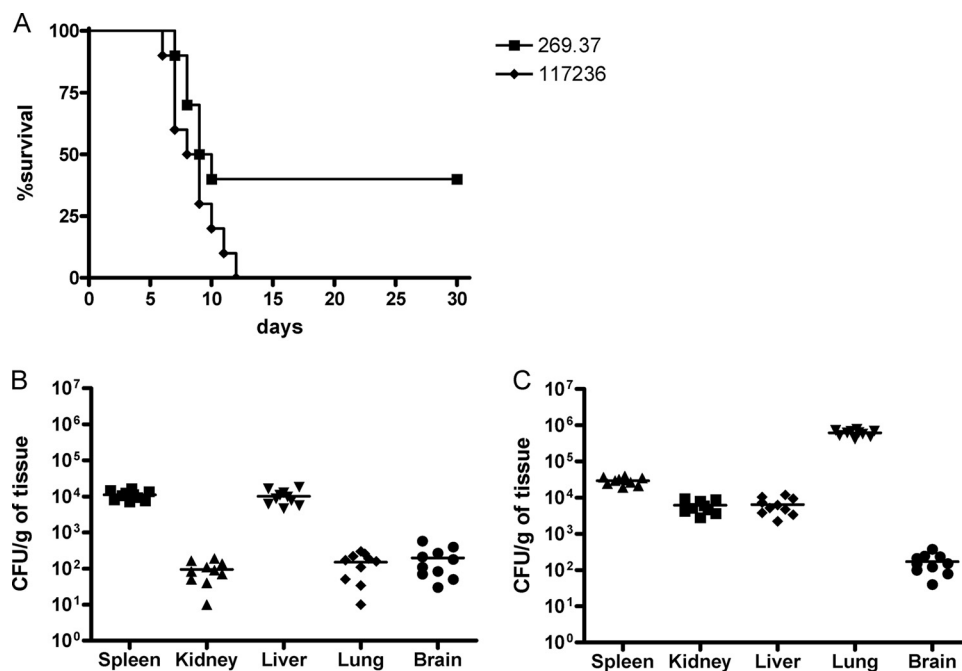 A
100
75
50
25
0
%survival
0 5 10 15 20 25 30
days
269.37
117236
B
10⁷
10⁶
10⁵
10⁴
10³
10²
10¹
10⁰
CFU/g of tissue
Spleen Kidney Liver Lung Brain
C
10⁷
10⁶
10⁵
10⁴
10³
10²
10¹
10⁰
CFU/g of tissue
Spleen Kidney Liver Lung Brain